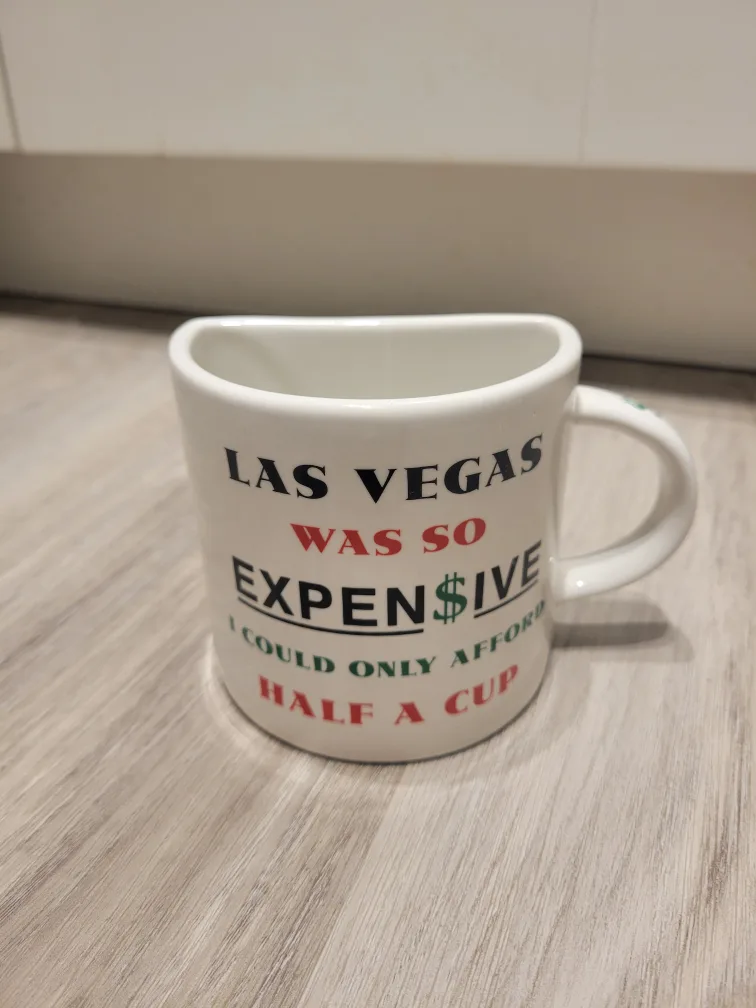 LAS VEGAS
WAS SO
EXPEN$IVE
I COULD ONLY AFFORD
HALF A CUP